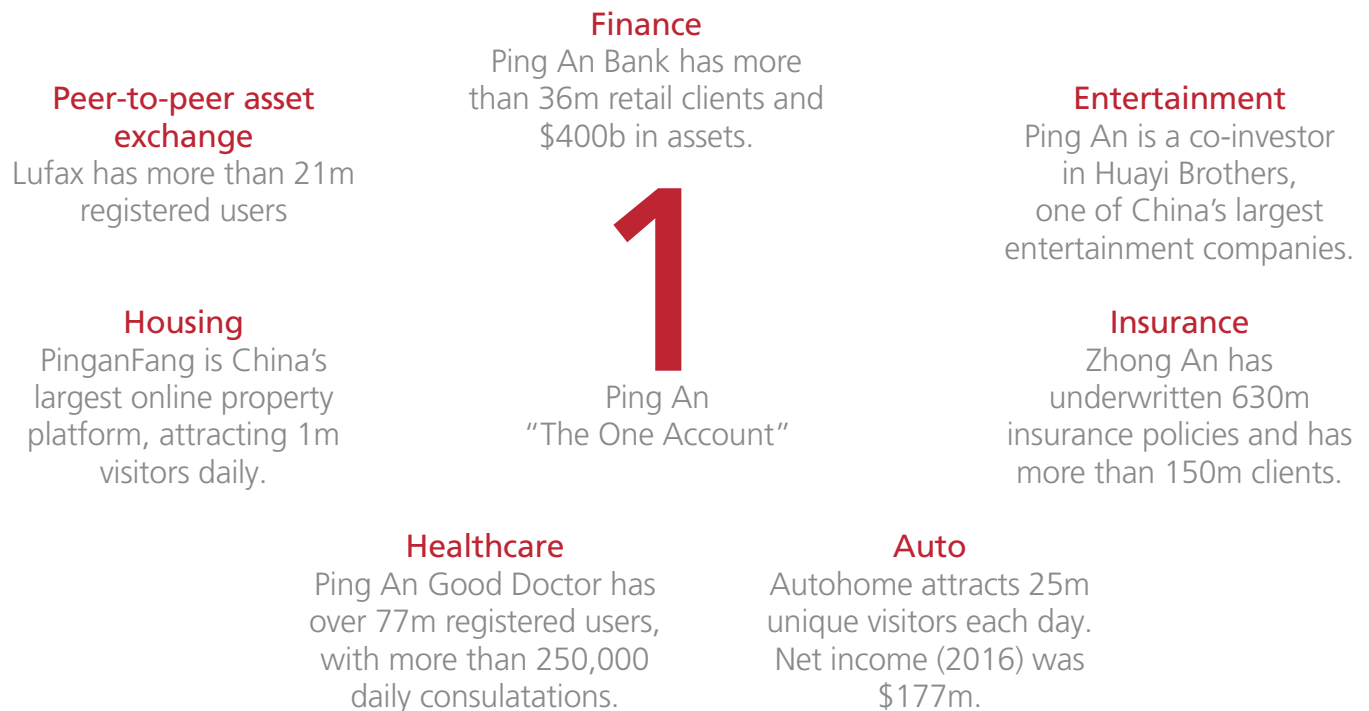 Finance
Ping An Bank has more
than 36m retail clients and
$400b in assets.
Peer-to-peer asset
exchange
Lufax has more than 21m
registered users
Entertainment
Ping An is a co-investor
in Huayi Brothers,
one of China’s largest
entertainment companies.
1
Ping An
“The One Account”
Housing
PinganFang is China’s
largest online property
platform, attracting 1m
visitors daily.
Insurance
Zhong An has
underwritten 630m
insurance policies and has
more than 150m clients.
Healthcare
Ping An Good Doctor has
over 77m registered users,
with more than 250,000
daily consulatations.
Auto
Autohome attracts 25m
unique visitors each day.
Net income (2016) was
$177m.